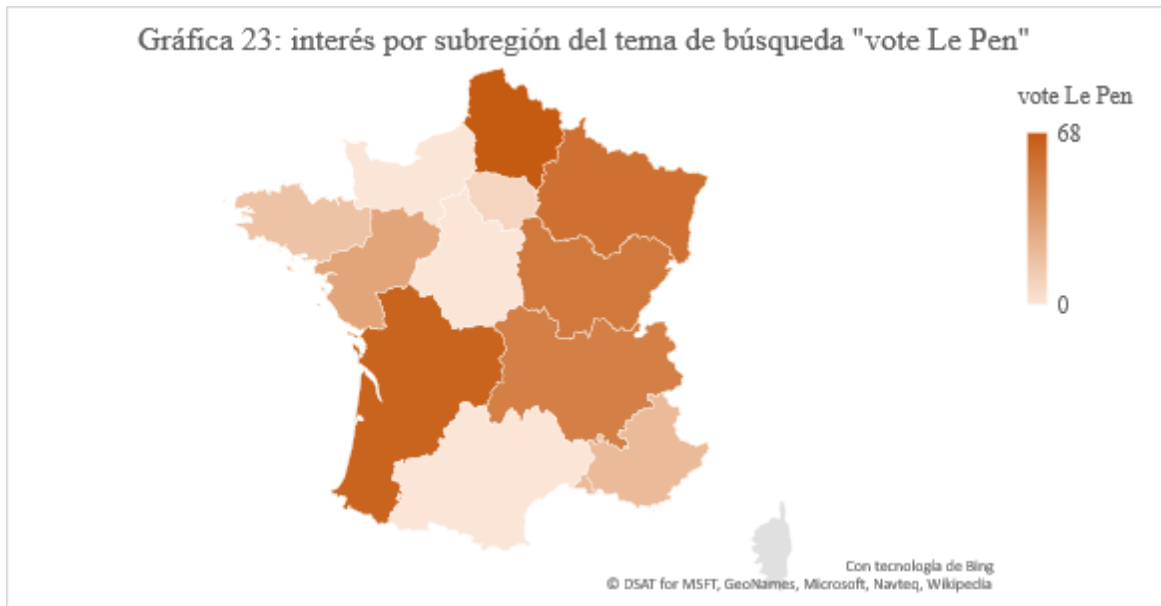 Gráfica 23: interés por subregión del tema de búsqueda "vote Le Pen"
vote Le Pen
68
0
Con tecnología de Bing
© DSAT for MSFT, GeoNames, Microsoft, Navteq, Wikipedia